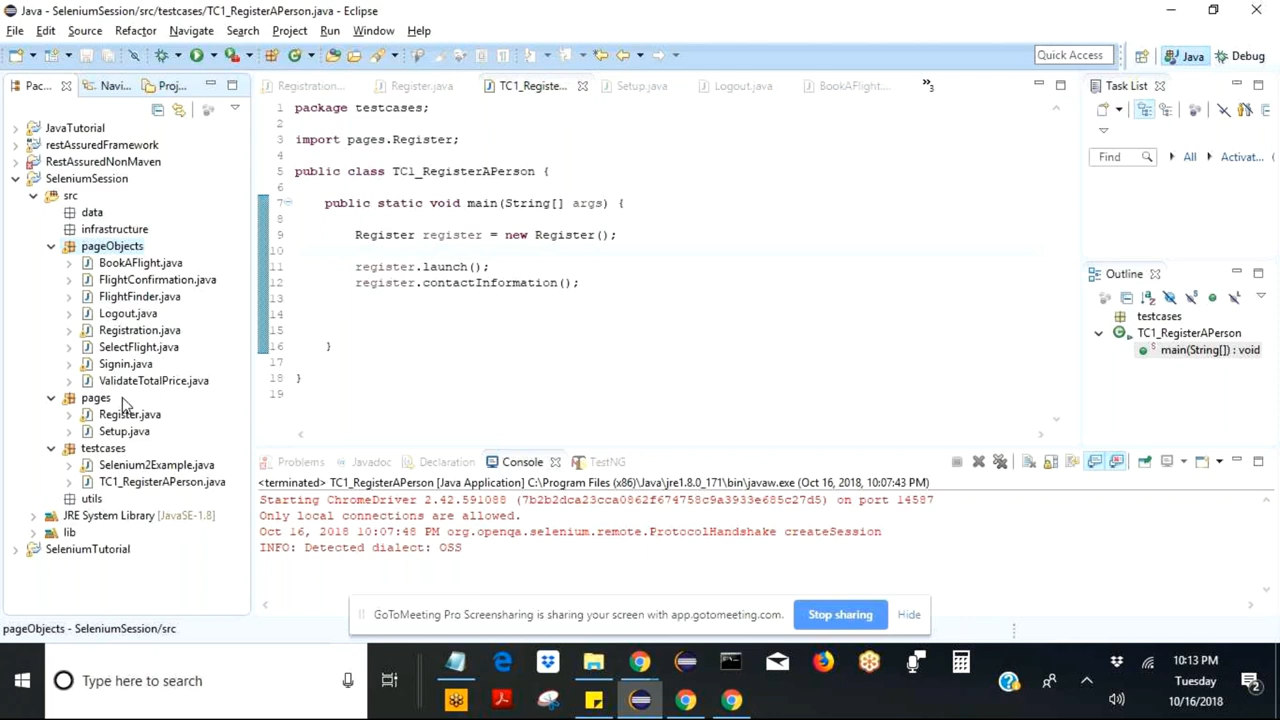 Java - SeleniumSession/src/testcases/TC1_RegisterAPerson.java - Eclipse
File Edit Source Refactor Navigate Search Project Run Window Help
Quick Access Java Debug
Pac... Navi... Proj...
JavaTutorial
restAssuredFramework
RestAssuredNonMaven
SeleniumSession
src
data
infrastructure
pageObjects
BookAFlight.java
FlightConfirmation.java
FlightFinder.java
Logout.java
Registration.java
SelectFlight.java
Signin.java
ValidateTotalPrice.java
pages
Register.java
Setup.java
testcases
Selenium2Example.java
TC1_RegisterAPerson.java
utils
JRE System Library [JavaSE-1.8]
lib
SeleniumTutorial
Registration... Register.java TC1_Registe... Setup.java Logout.java BookAFlight... »3
1 package testcases;
2
3 import pages.Register;
4
5 public class TC1_RegisterAPerson {
6
7 public static void main(String[] args) {
8
9 Register register = new Register();
10
11 register.launch();
12 register.contactInformation();
13
14
15
16 }
17
18 }
19
Task List
Find All Activat...
Outline
testcases
TC1_RegisterAPerson
S main(String[]) : void
Problems Javadoc Declaration Console TestNG
<terminated> TC1_RegisterAPerson [Java Application] C:\Program Files (x86)\Java\jre1.8.0_171\bin\javaw.exe (Oct 16, 2018, 10:07:43 PM)
Starting ChromeDriver 2.42.591088 (7b2b2dca23cca0862f674758c9a3933e685c27d5) on port 14587
Only local connections are allowed.
Oct 16, 2018 10:07:48 PM org.openqa.selenium.remote.ProtocolHandshake createSession
INFO: Detected dialect: OSS
GoToMeeting Pro Screensharing is sharing your screen with app.gotomeeting.com. Stop sharing Hide
pageObjects - SeleniumSession/src
Type here to search
10:13 PM
Tuesday
10/16/2018
2